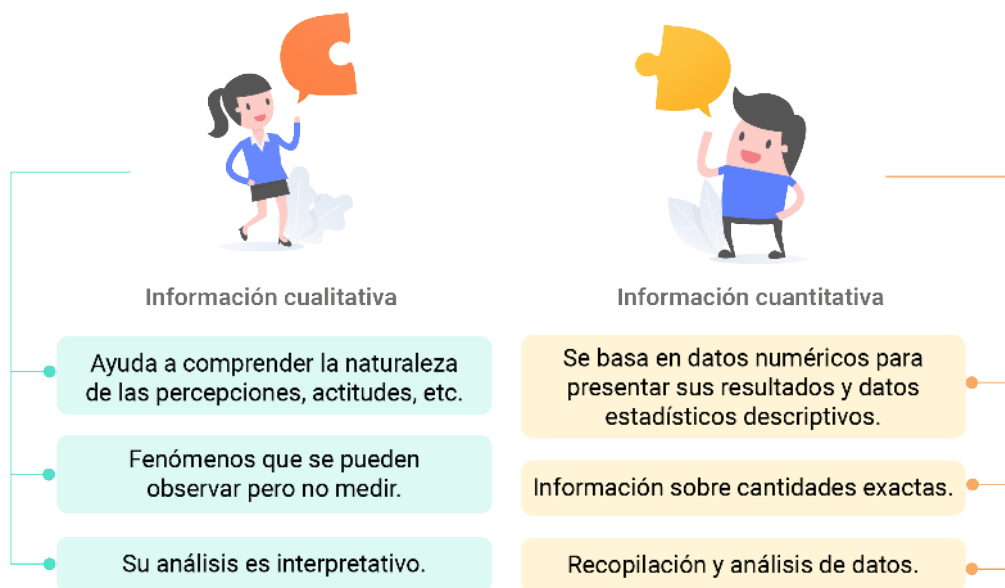 Información cualitativa
Ayuda a comprender la naturaleza
de las percepciones, actitudes, etc.
Fenómenos que se pueden
observar pero no medir.
Su análisis es interpretativo.
Información cuantitativa
Se basa en datos numéricos para
presentar sus resultados y datos
estadísticos descriptivos.
Información sobre cantidades exactas.
Recopilación y análisis de datos.